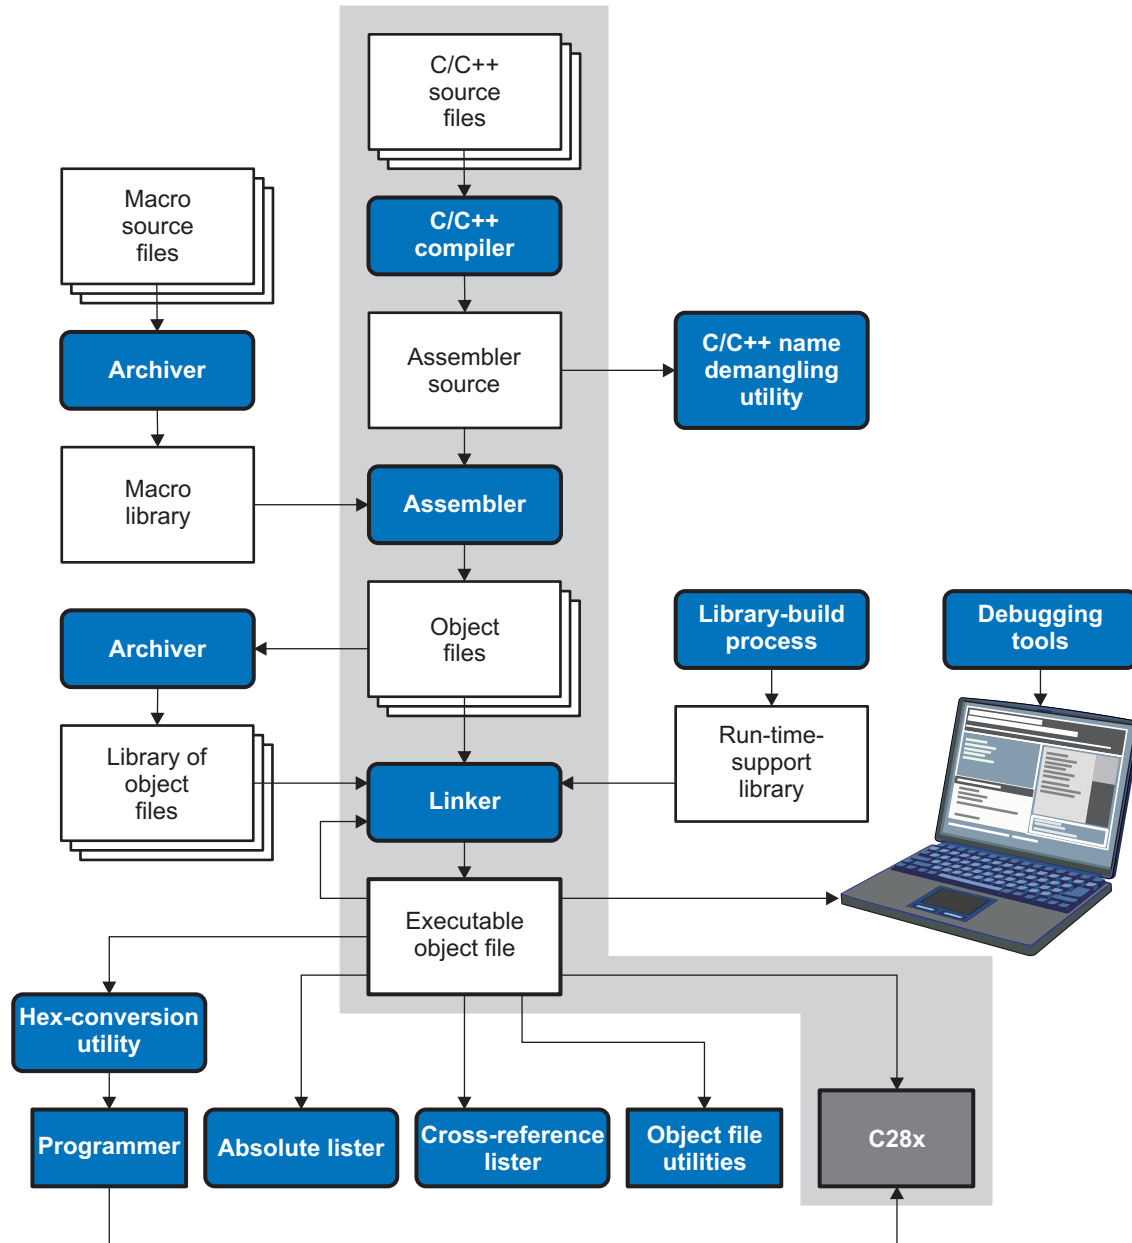 C/C++
source
files
Macro
source
files
C/C++
compiler
Archiver
Assembler
source
C/C++ name
demangling
utility
Macro
library
Assembler
Archiver
Object
files
Library-build
process
Debugging
tools
Library of
object
files
Linker
Run-time-
support
library
Executable
object file
Hex-conversion
utility
Programmer
Absolute lister
Cross-reference
lister
Object file
utilities
C28x